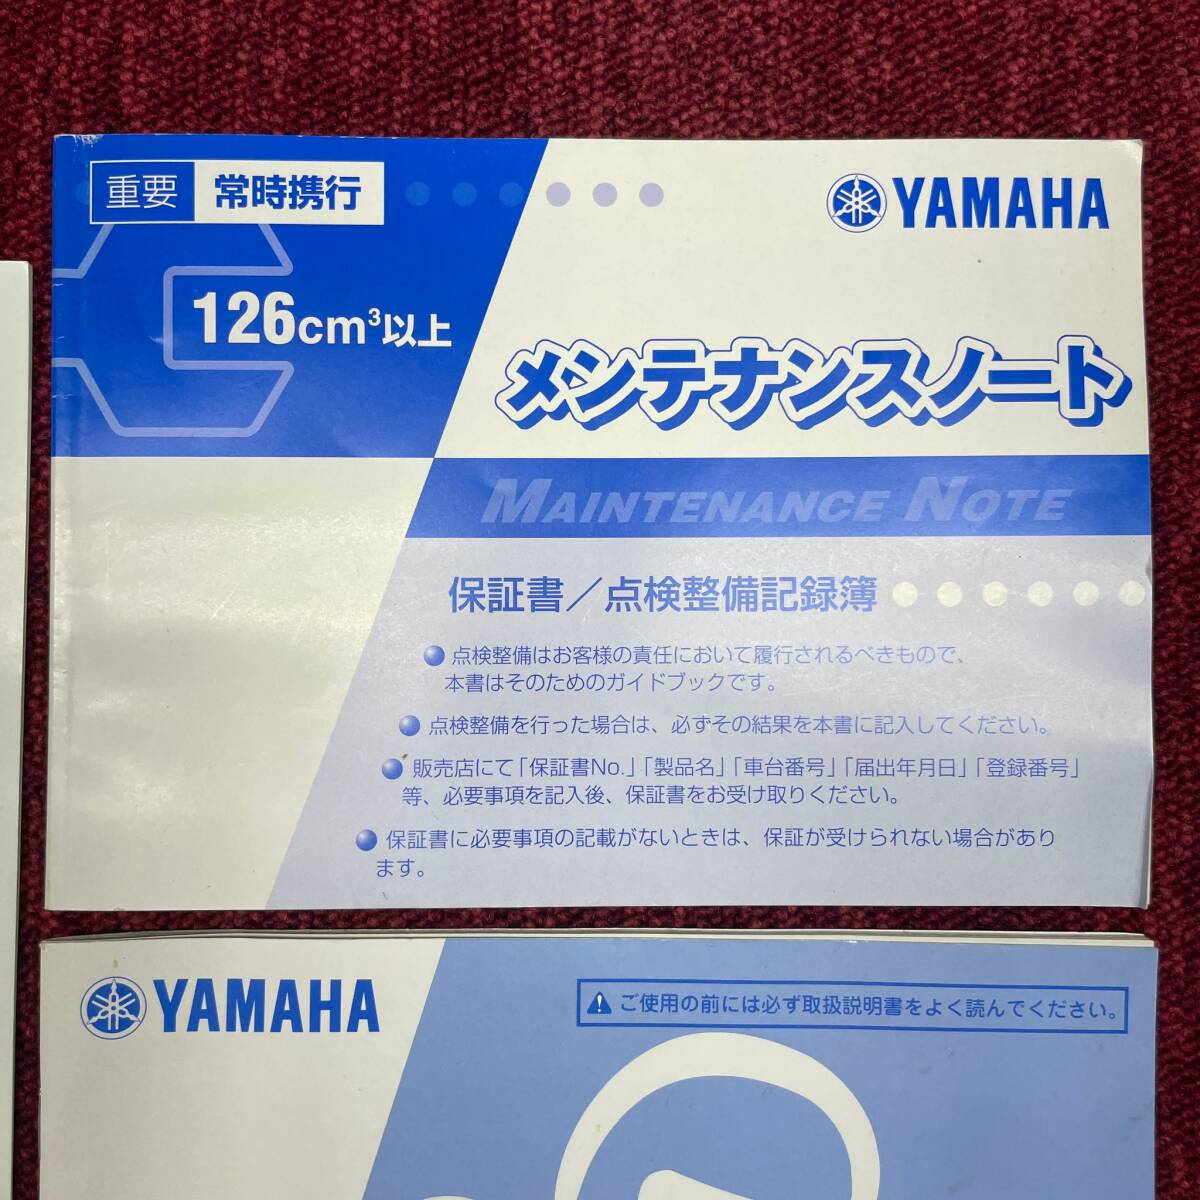 重要 常時携行
YAMAHA
126cm³以上
メンテナンスノート
MAINTENANCE NOTE
保証書／点検整備記録簿
●点検整備はお客様の責任において履行されるべきもので、
本書はそのためのガイドブックです。
●点検整備を行った場合は、必ずその結果を本書に記入してください。
●販売店にて「保証書No.」「製品名」「車台番号」「届出年月日」「登録番号」
等、必要事項を記入後、保証書をお受け取りください。
●保証書に必要事項の記載がないときは、保証が受けられない場合があり
ます。
YAMAHA
ご使用の前には必ず取扱説明書をよく読んでください。